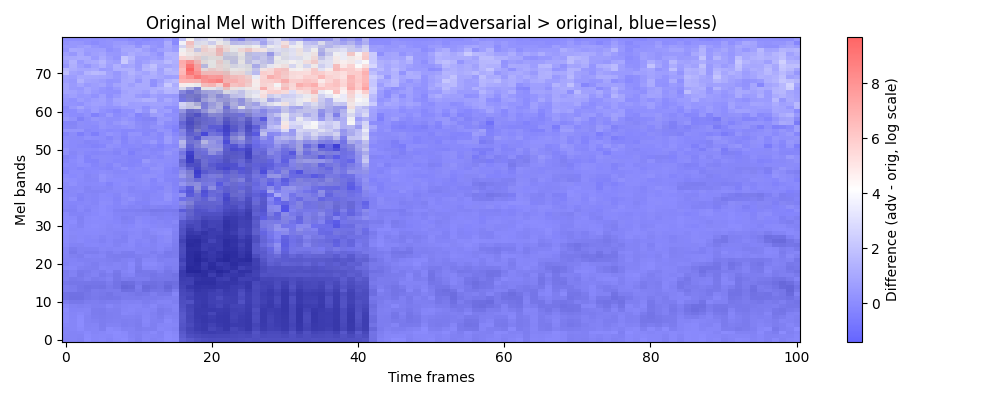 Original Mel with Differences (red=adversarial > original, blue=less)
Mel bands
70
60
50
40
30
20
10
0
0 20 40 60 80 100
Time frames
8
6
4
2
0
Difference (adv - orig, log scale)